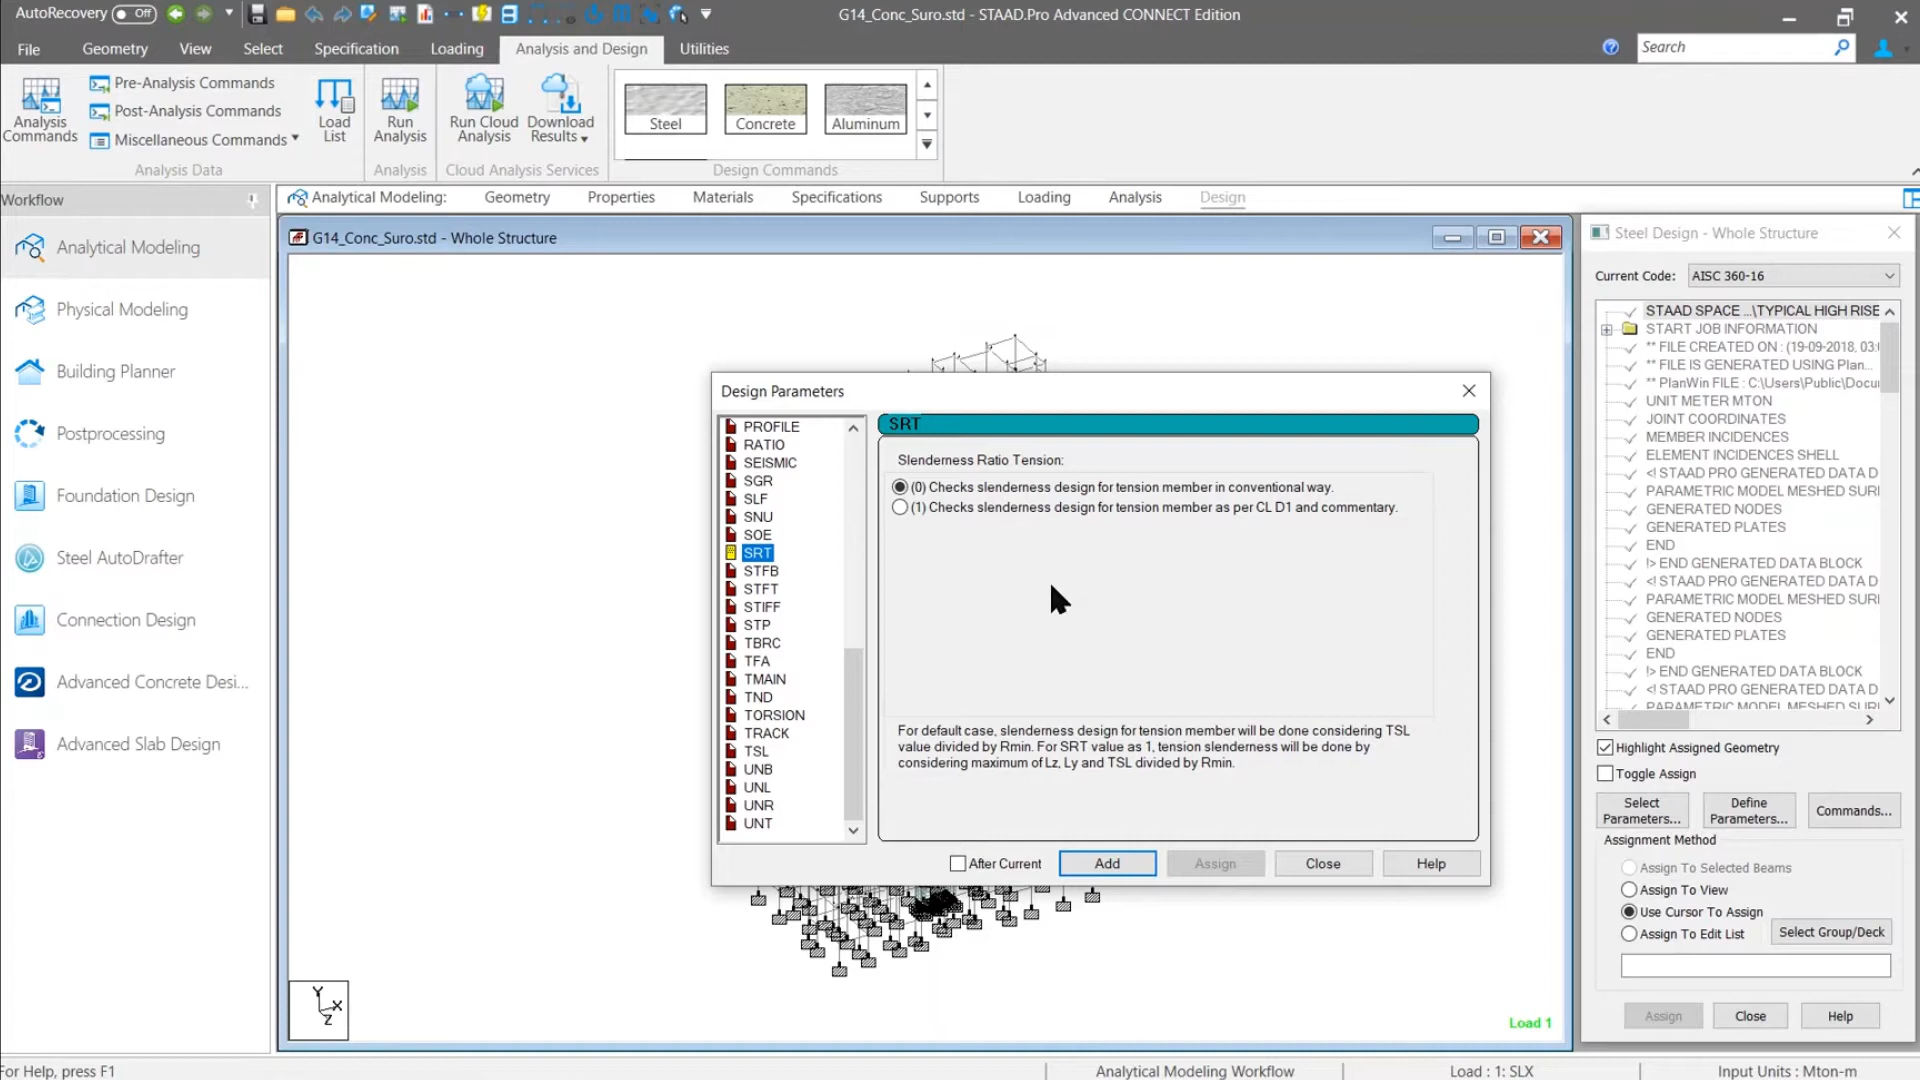 AutoRecovery Off
G14_Conc_Suro.std - STAAD.Pro Advanced CONNECT Edition
File Geometry View Select Specification Loading Analysis and Design Utilities
Search
Analysis Commands
Pre-Analysis Commands
Post-Analysis Commands
Miscellaneous Commands
Load List
Run Analysis
Run Cloud Analysis
Download Results
Steel Concrete Aluminum
Analysis Data Analysis Cloud Analysis Services Design Commands
Workflow
Analytical Modeling: Geometry Properties Materials Specifications Supports Loading Analysis Design
Analytical Modeling
Physical Modeling
Building Planner
Postprocessing
Foundation Design
Steel AutoDrafter
Connection Design
Advanced Concrete Desi...
Advanced Slab Design
G14_Conc_Suro.std - Whole Structure
Design Parameters
PROFILE
RATIO
SEISMIC
SGR
SLF
SNU
SOE
SRT
STFB
STFT
STIFF
STP
TBRC
TFA
TMAIN
TND
TORSION
TRACK
TSL
UNB
UNL
UNR
UNT
SRT
Slenderness Ratio Tension:
(0) Checks slenderness design for tension member in conventional way.
(1) Checks slenderness design for tension member as per CL D1 and commentary.
For default case, slenderness design for tension member will be done considering TSL
value divided by Rmin. For SRT value as 1, tension slenderness will be done by
considering maximum of Lz, Ly and TSL divided by Rmin.
After Current Add Assign Close Help
Y
X
Z
Load 1
Steel Design - Whole Structure
Current Code: AISC 360-16
STAAD SPACE ...\TYPICAL HIGH RISE
START JOB INFORMATION
** FILE CREATED ON : (19-09-2018, 03:
** FILE IS GENERATED USING Plan...
** PlanWin FILE : C:\Users\Public\Docu
UNIT METER MTON
JOINT COORDINATES
MEMBER INCIDENCES
ELEMENT INCIDENCES SHELL
<! STAAD PRO GENERATED DATA D
PARAMETRIC MODEL MESHED SURI
GENERATED NODES
GENERATED PLATES
END
!> END GENERATED DATA BLOCK
<! STAAD PRO GENERATED DATA D
PARAMETRIC MODEL MESHED SURI
GENERATED NODES
GENERATED PLATES
END
!> END GENERATED DATA BLOCK
<! STAAD PRO GENERATED DATA D
PARAMETRIC MODEL MESHED SURI
Highlight Assigned Geometry
Toggle Assign
Select Parameters...
Define Parameters...
Commands...
Assignment Method
Assign To Selected Beams
Assign To View
Use Cursor To Assign
Assign To Edit List
Select Group/Deck
Assign Close Help
For Help, press F1
Analytical Modeling Workflow
Load : 1: SLX
Input Units : Mton-m